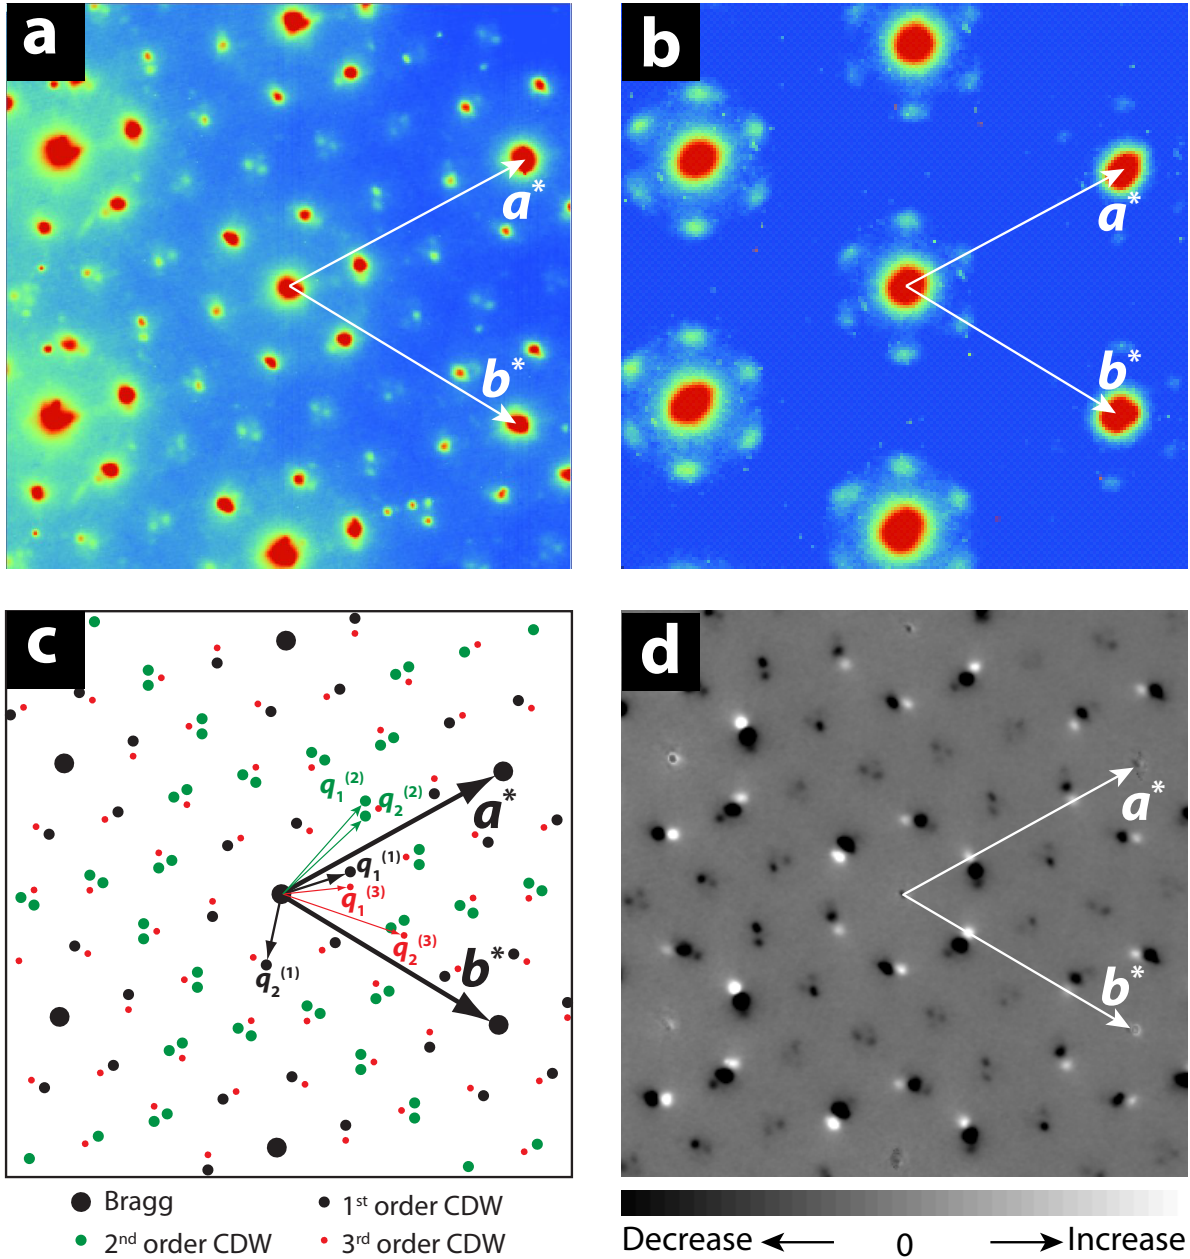 a
b
a*
b*
a*
b*
c
d
q₁⁽²⁾
q₂⁽²⁾
a*
q₁⁽¹⁾
q₁⁽³⁾
q₂⁽³⁾
q₂⁽¹⁾
b*
a*
b*
Bragg
1st order CDW
2nd order CDW
3rd order CDW
Decrease
0
Increase